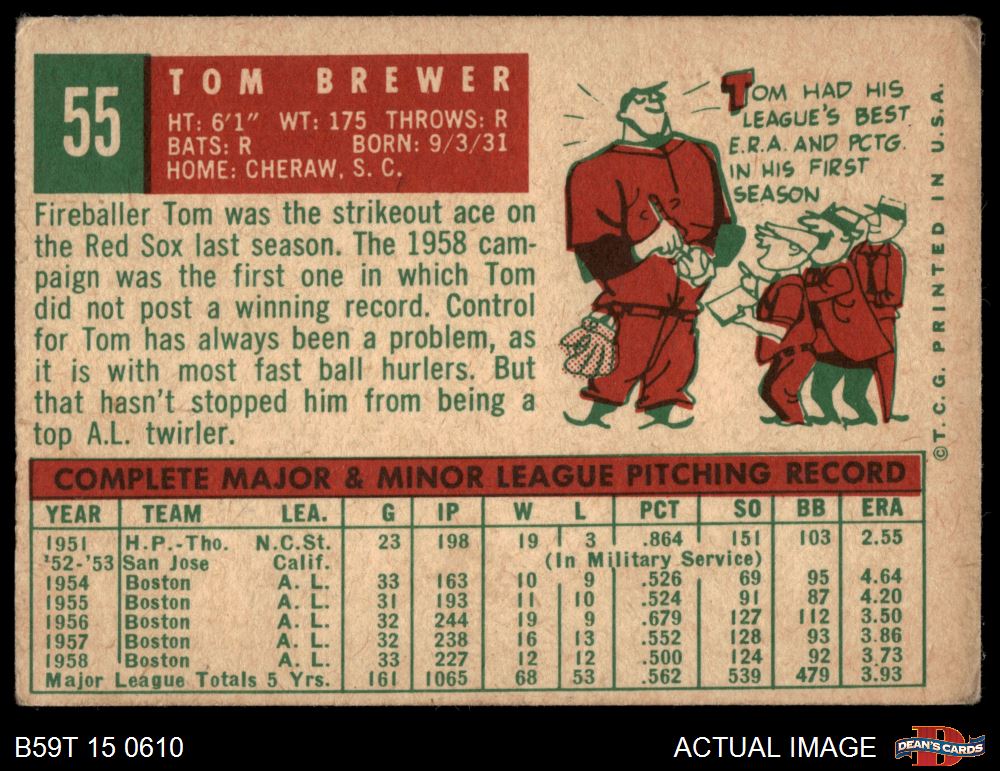 55
TOM BREWER
HT: 6'1" WT: 175 THROWS: R
BATS: R BORN: 9/3/31
HOME: CHERAW, S. C.
TOM HAD HIS
LEAGUE'S BEST
E.R.A. AND PCTG.
IN HIS FIRST
SEASON
Fireballer Tom was the strikeout ace on
the Red Sox last season. The 1958 cam-
paign was the first one in which Tom
did not post a winning record. Control
for Tom has always been a problem, as
it is with most fast ball hurlers. But
that hasn't stopped him from being a
top A.L. twirler.
©T.C.G. PRINTED IN U.S.A.
COMPLETE MAJOR & MINOR LEAGUE PITCHING RECORD
YEAR TEAM LEA. G IP W L PCT SO BB ERA
1951 H.P.-Tho. N.C.St. 23 198 19 3 .864 151 103 2.55
'52-'53 San Jose Calif. (In Military Service)
1954 Boston A. L. 33 163 10 9 .526 69 95 4.64
1955 Boston A. L. 31 193 11 10 .524 91 87 4.20
1956 Boston A. L. 32 244 19 9 .679 127 112 3.50
1957 Boston A. L. 32 238 16 13 .552 128 93 3.86
1958 Boston A. L. 33 227 12 12 .500 124 92 3.73
Major League Totals 5 Yrs. 161 1065 68 53 .562 539 479 3.93
B59T 15 0610
ACTUAL IMAGE
DEAN'S CARDS